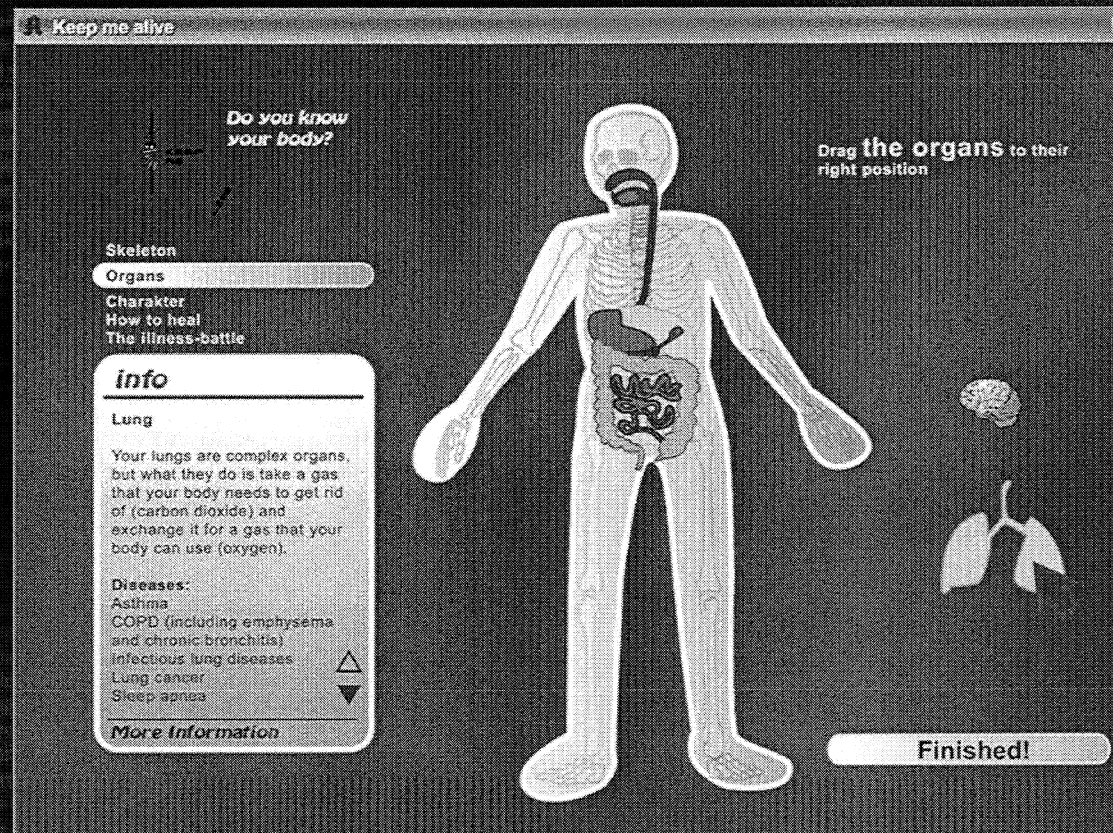 Keep me alive
Do you know
your body?
Drag the organs to their
right position
Skeleton
Organs
Charakter
How to heal
The illness-battle
info
Lung
Your lungs are complex organs,
but what they do is take a gas
that your body needs to get rid
of (carbon dioxide) and
exchange it for a gas that your
body can use (oxygen).
Diseases:
Asthma
COPD (including emphysema
and chronic bronchitis)
Infectious lung diseases
Lung cancer
Sleep apnea
More Information
Finished!